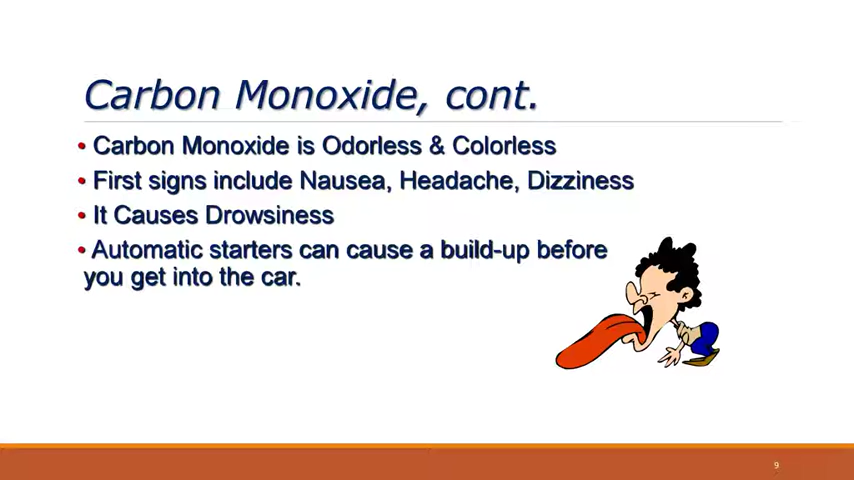 Carbon Monoxide, cont.
• Carbon Monoxide is Odorless & Colorless
• First signs include Nausea, Headache, Dizziness
• It Causes Drowsiness
• Automatic starters can cause a build-up before
you get into the car.
9